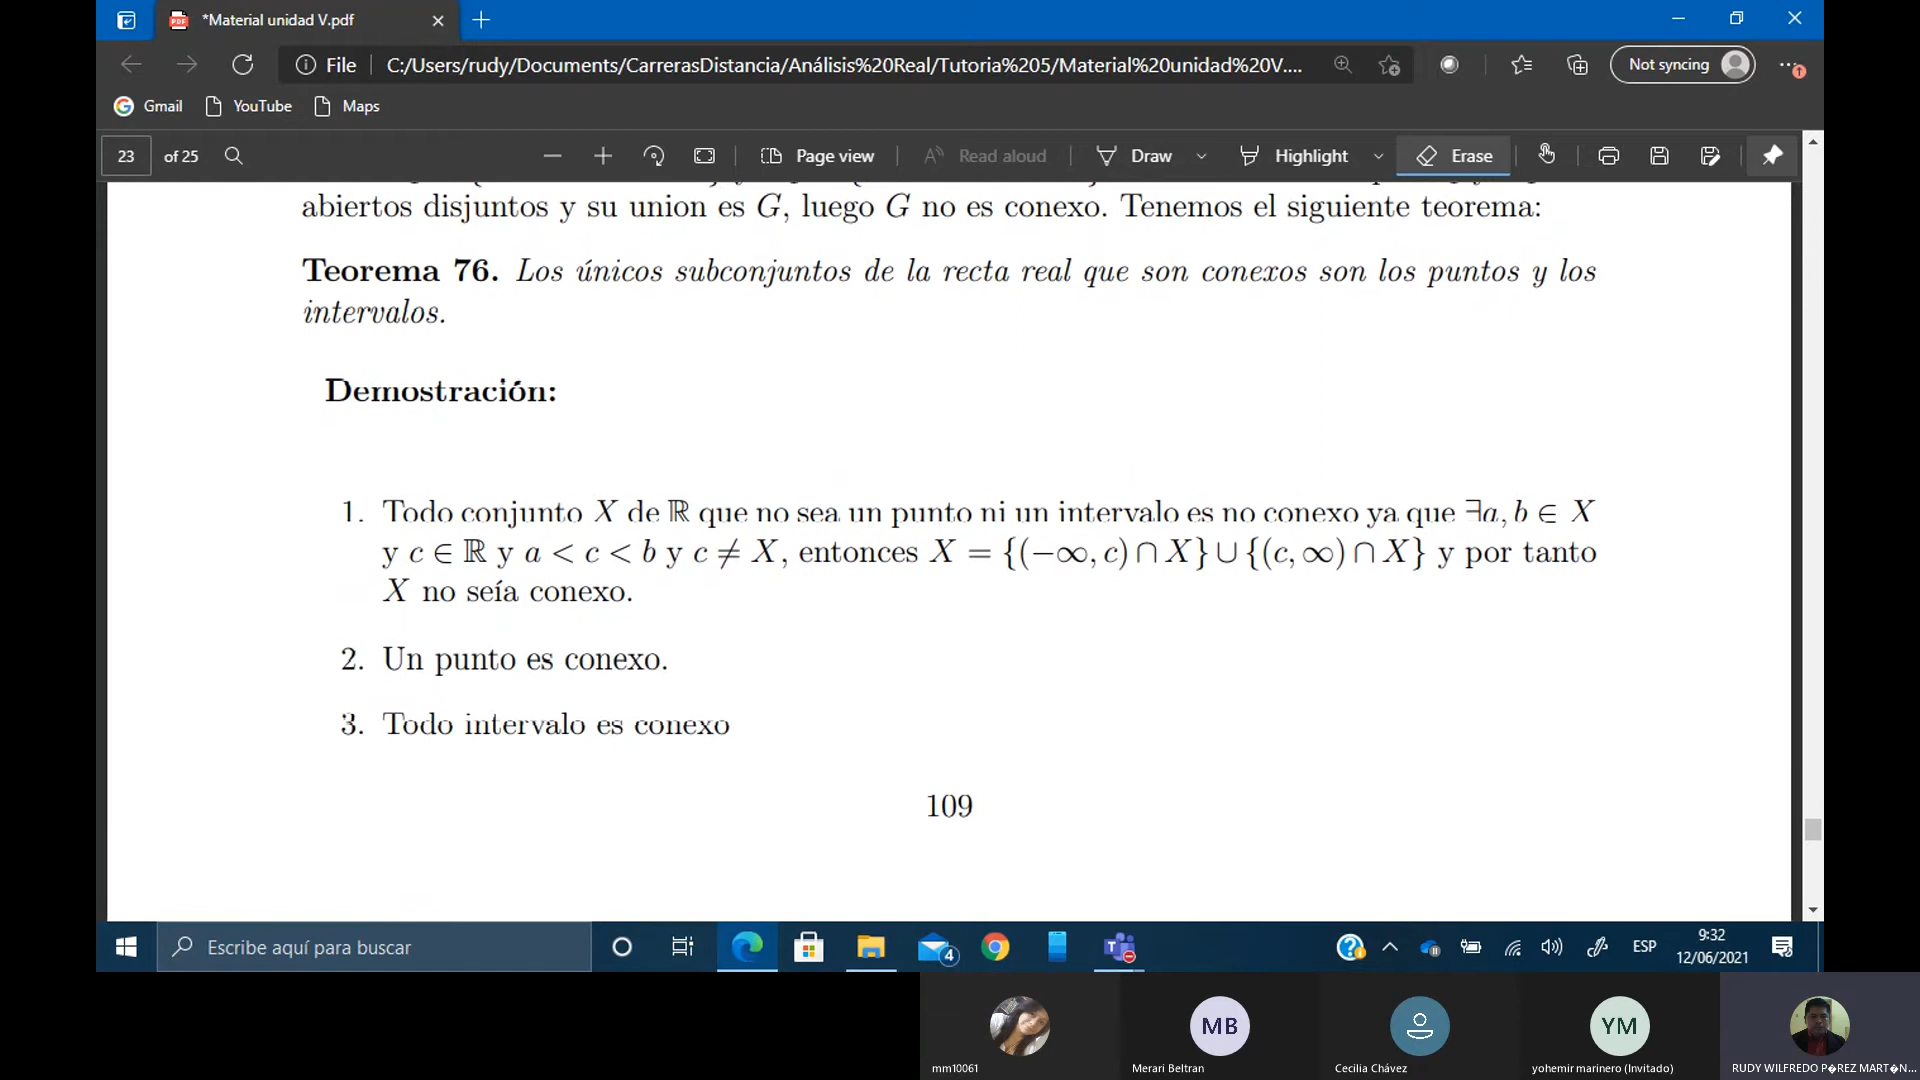 *Material unidad V.pdf
File
C:/Users/rudy/Documents/CarrerasDistancia/Análisis%20Real/Tutoria%205/Material%20unidad%20V....
Not syncing
Gmail YouTube Maps
23 of 25 Page view Read aloud Draw Highlight Erase
abiertos disjuntos y su union es G, luego G no es conexo. Tenemos el siguiente teorema:
Teorema 76. Los únicos subconjuntos de la recta real que son conexos son los puntos y los
intervalos.
Demostración:
1. Todo conjunto X de ℝ que no sea un punto ni un intervalo es no conexo ya que ∃a, b ∈ X
y c ∈ ℝ y a < c < b y c ≠ X, entonces X = {(−∞, c) ∩ X} ∪ {(c, ∞) ∩ X} y por tanto
X no seía conexo.
2. Un punto es conexo.
3. Todo intervalo es conexo
109
Escribe aquí para buscar
4
ESP
9:32
12/06/2021
MB
YM
mm10061
Merari Beltran
Cecilia Chávez
yohemir marinero (Invitado)
RUDY WILFREDO P�REZ MART�N...